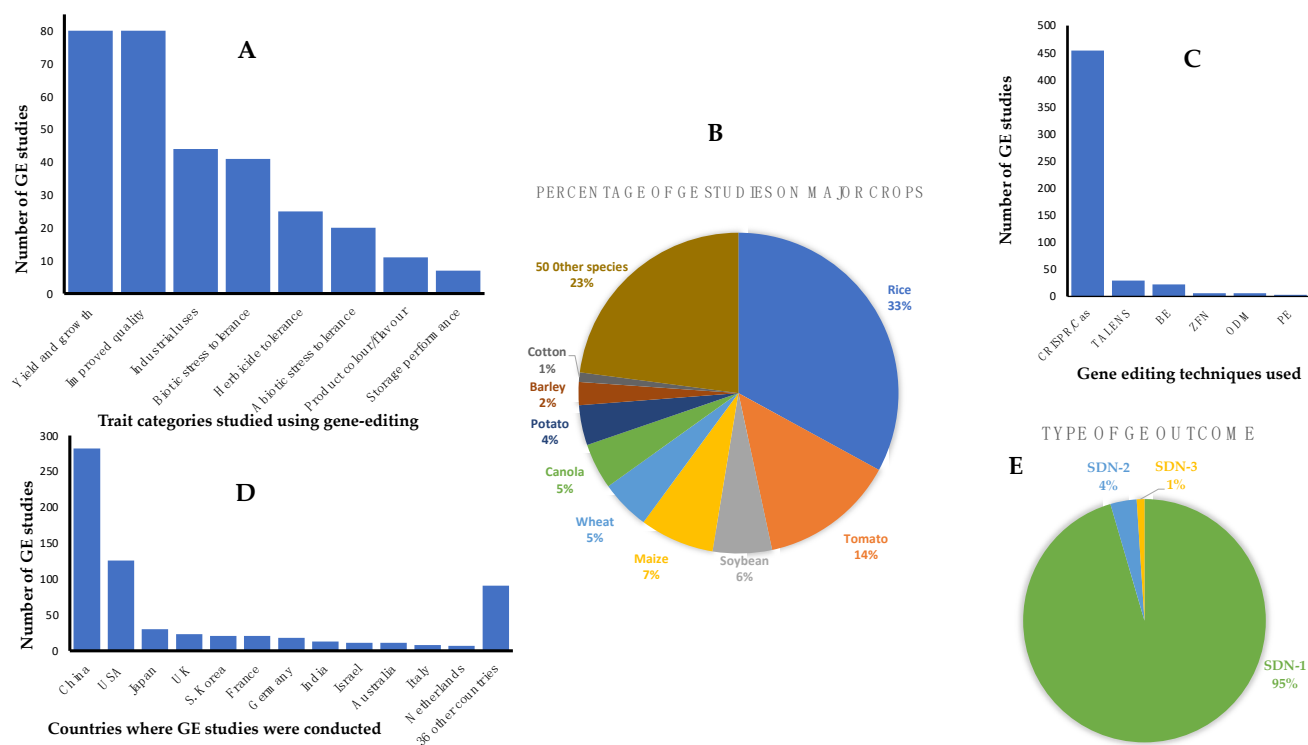 A
Number of GE studies
80
70
60
50
40
30
20
10
0
Yield and growth
Improved quality
Industrial uses
Biotic stress tolerance
Herbicide tolerance
Abiotic stress tolerance
Product colour/flavour
Storage performance
Trait categories studied using gene-editing
B
PERCENTAGE OF GE STUDIES ON MAJOR CROPS
Rice
33%
Tomato
14%
Soybean
6%
Maize
7%
Wheat
5%
Canola
5%
Potato
4%
Barley
2%
Cotton
1%
50 Other species
23%
C
Number of GE studies
500
450
400
350
300
250
200
150
100
50
0
CRISPR/Cas
TALENS
BE
ZFN
ODM
PE
Gene editing techniques used
D
Number of GE studies
300
250
200
150
100
50
0
China
USA
Japan
UK
S. Korea
France
Germany
India
Israel
Australia
Italy
Netherlands
36 other countries
Countries where GE studies were conducted
E
TYPE OF GE OUTCOME
SDN-2
4%
SDN-3
1%
SDN-1
95%